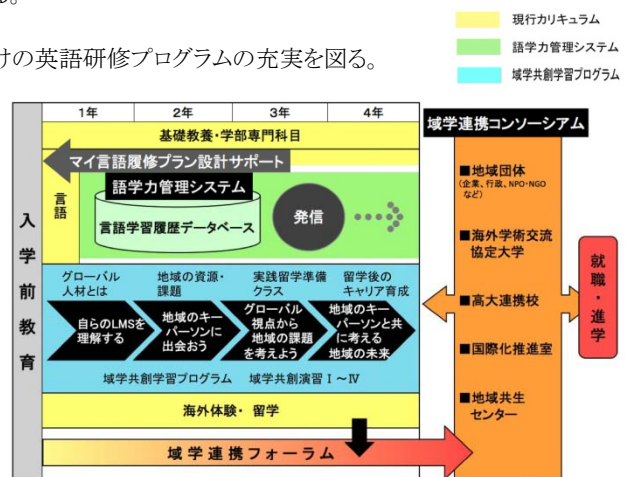 る。
けの英語研修プログラムの充実を図る。
現行カリキュラム
語学力管理システム
域学共創学習プログラム
1年 2年 3年 4年
基礎教養・学部専門科目
マイ言語履修プラン設計サポート
言語
語学力管理システム
言語学習履歴データベース
発信
入学前教育
グローバル
人材とは
地域の資源・
課題
実践留学準備
クラス
留学後の
キャリア育成
自らのLMSを
理解する
地域のキー
パーソンに
出会おう
グローバル
視点から
地域の課題
を考えよう
地域のキー
パーソンと共
に考える
地域の未来
域学共創学習プログラム 域学共創演習Ⅰ～Ⅳ
海外体験・留学
域学連携フォーラム
域学連携コンソーシアム
■地域団体
(企業、行政、NPO・NGO
など)
■海外学術交流
協定大学
■高大連携校
■国際化推進室
■地域共生
センター
就職・進学